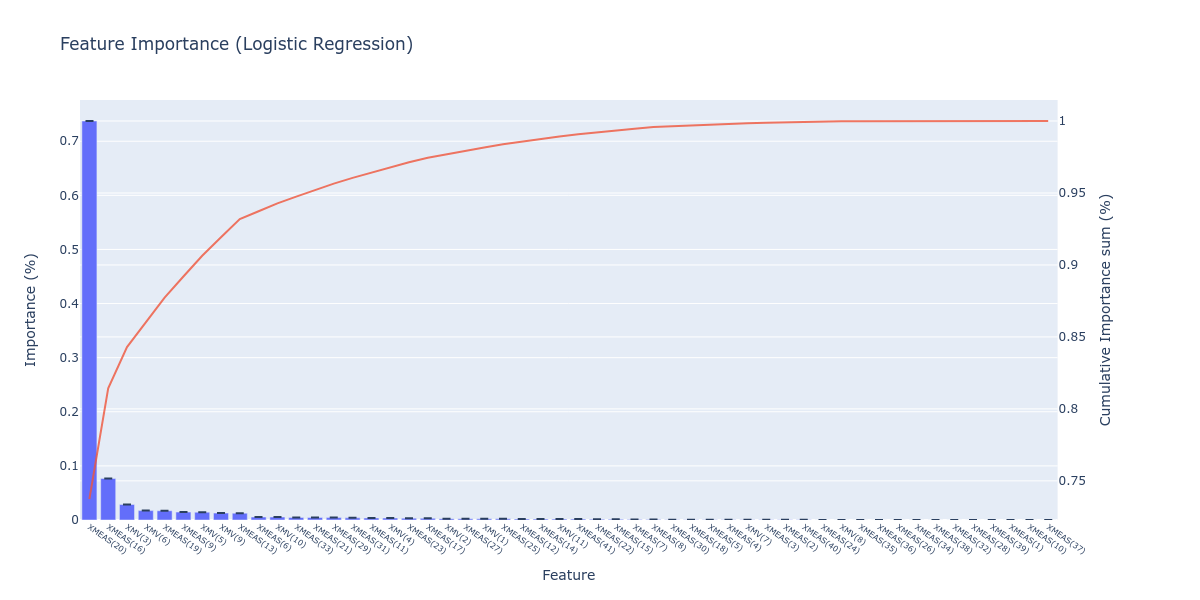 Feature Importance (Logistic Regression)
Importance (%)
0.7
0.6
0.5
0.4
0.3
0.2
0.1
0
1
0.95
0.9
0.85
0.8
0.75
Cumulative Importance sum (%)
XMEAS(20)
XMEAS(16)
XMV(3)
XMV(6)
XMEAS(19)
XMEAS(9)
XMV(5)
XMV(9)
XMEAS(13)
XMEAS(6)
XMV(10)
XMEAS(33)
XMEAS(21)
XMEAS(29)
XMEAS(31)
XMEAS(11)
XMV(4)
XMEAS(23)
XMEAS(17)
XMV(2)
XMEAS(27)
XMV(1)
XMEAS(25)
XMEAS(12)
XMEAS(14)
XMV(11)
XMEAS(41)
XMEAS(22)
XMEAS(15)
XMEAS(7)
XMEAS(8)
XMEAS(30)
XMEAS(18)
XMEAS(5)
XMEAS(4)
XMV(7)
XMEAS(3)
XMEAS(2)
XMEAS(40)
XMEAS(24)
XMV(8)
XMEAS(35)
XMEAS(36)
XMEAS(26)
XMEAS(34)
XMEAS(38)
XMEAS(32)
XMEAS(28)
XMEAS(39)
XMEAS(1)
XMEAS(10)
XMEAS(37)
Feature